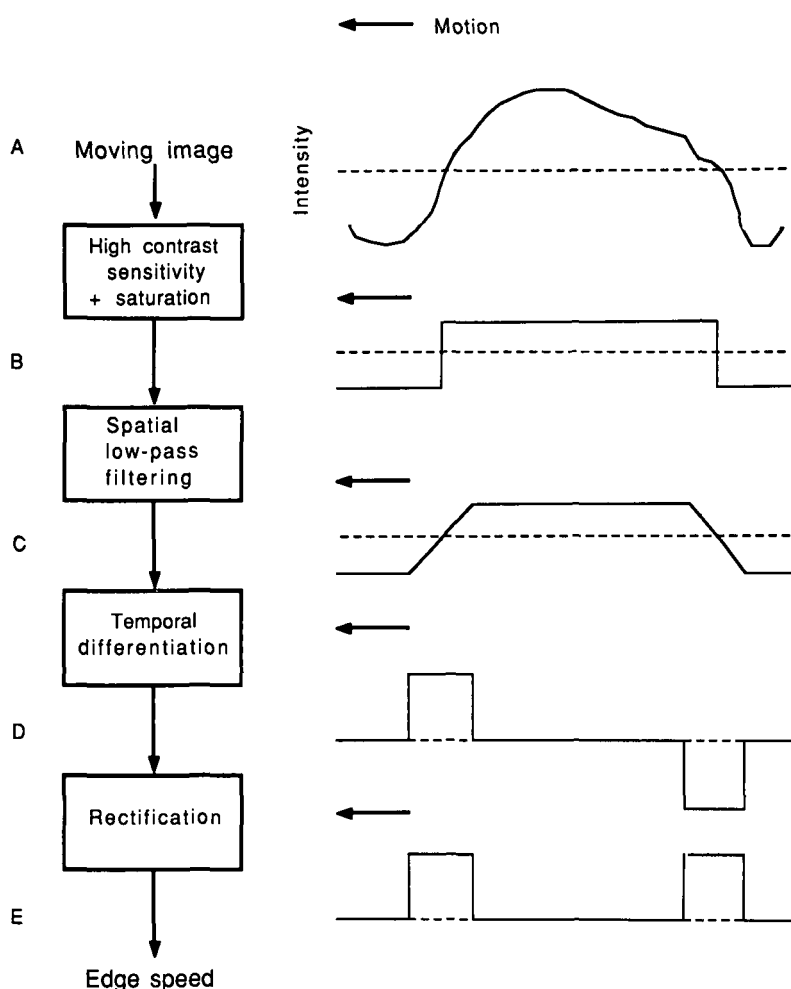 Motion
A
Moving image
Intensity
High contrast
sensitivity
+ saturation
B
Spatial
low-pass
filtering
C
Temporal
differentiation
D
Rectification
E
Edge speed